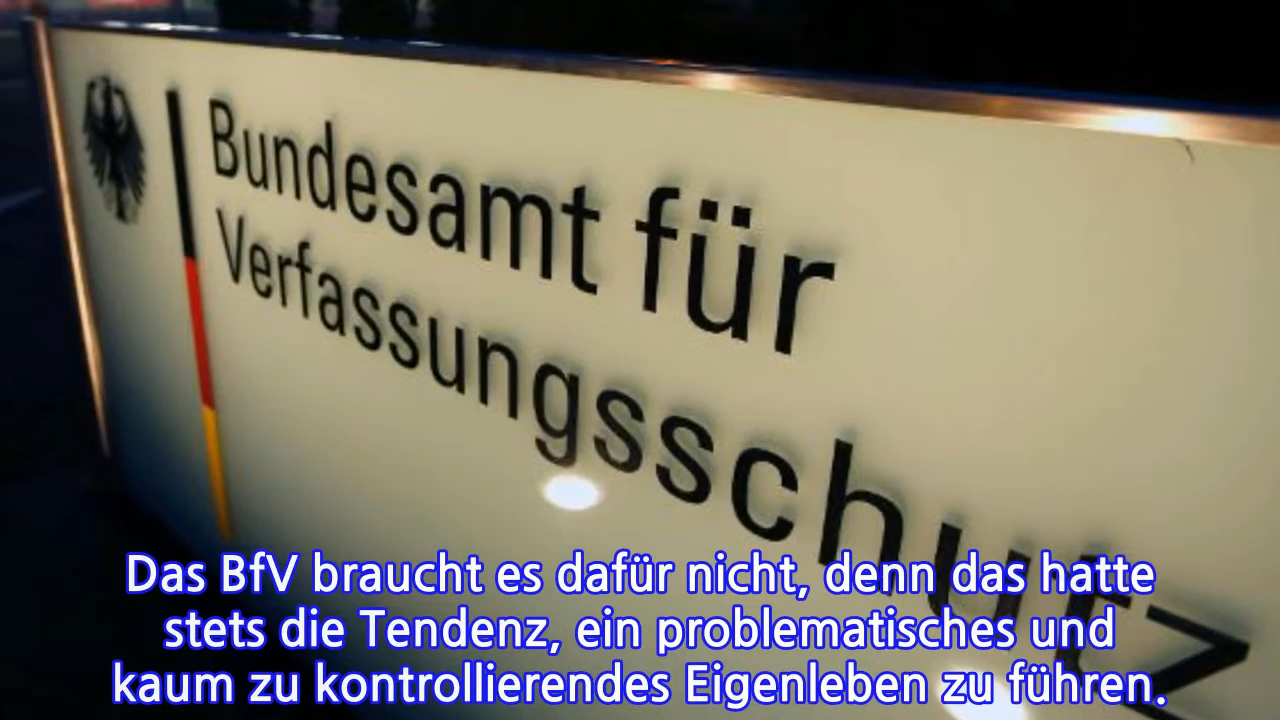 Bundesamt für
Verfassungsschutz
Das BfV braucht es dafür nicht, denn das hatte
stets die Tendenz, ein problematisches und
kaum zu kontrollierendes Eigenleben zu führen.